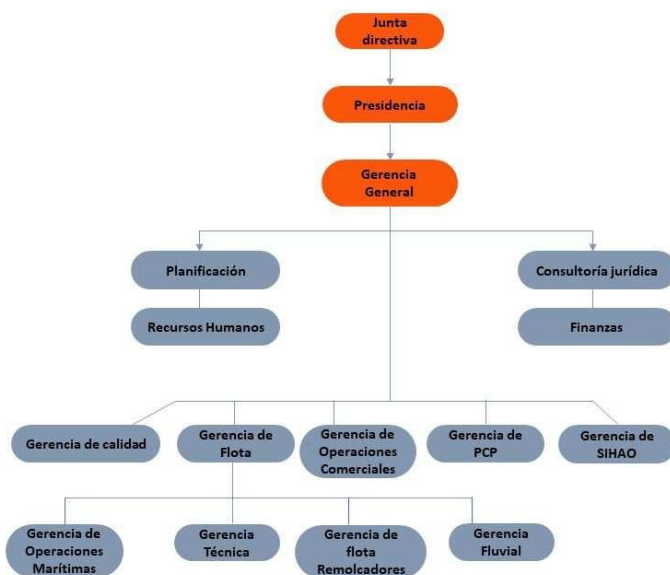 Junta
directiva
Presidencia
Gerencia
General
Planificación
Consultoría jurídica
Recursos Humanos
Finanzas
Gerencia de calidad
Gerencia de
Flota
Gerencia de
Operaciones
Comerciales
Gerencia de
PCP
Gerencia de
SIHAO
Gerencia de
Operaciones
Marítimas
Gerencia
Técnica
Gerencia de
flota
Remolcadores
Gerencia
Fluvial